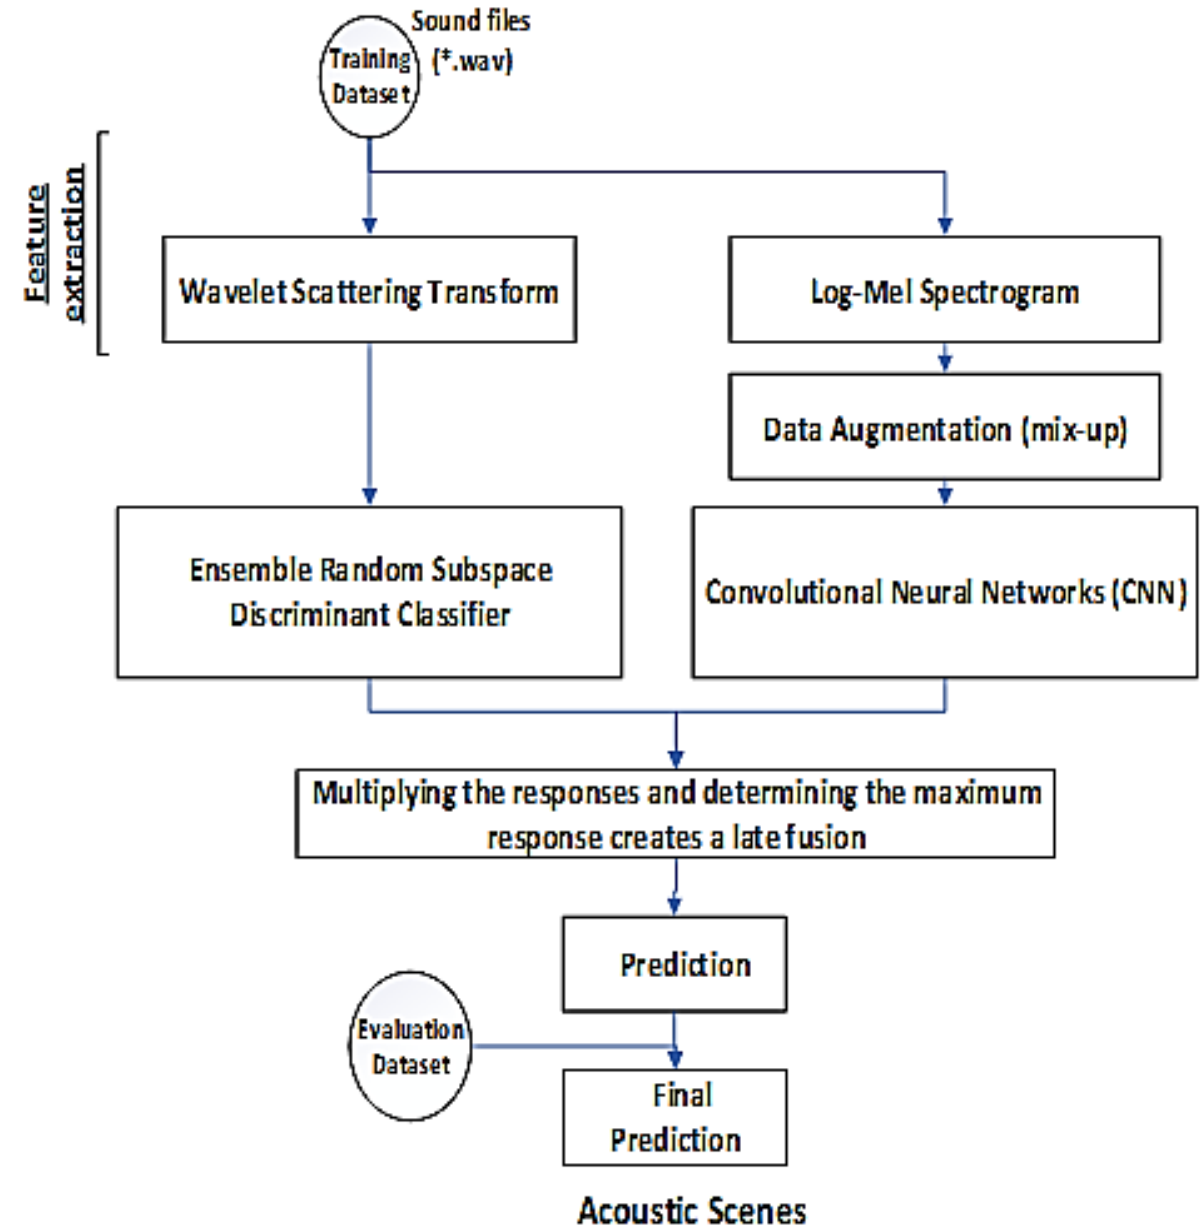 Sound files
(*.wav)
Training
Dataset
Feature
extraction
Wavelet Scattering Transform
Log-Mel Spectrogram
Data Augmentation (mix-up)
Ensemble Random Subspace
Discriminant Classifier
Convolutional Neural Networks (CNN)
Multiplying the responses and determining the maximum
response creates a late fusion
Prediction
Evaluation
Dataset
Final
Prediction
Acoustic Scenes